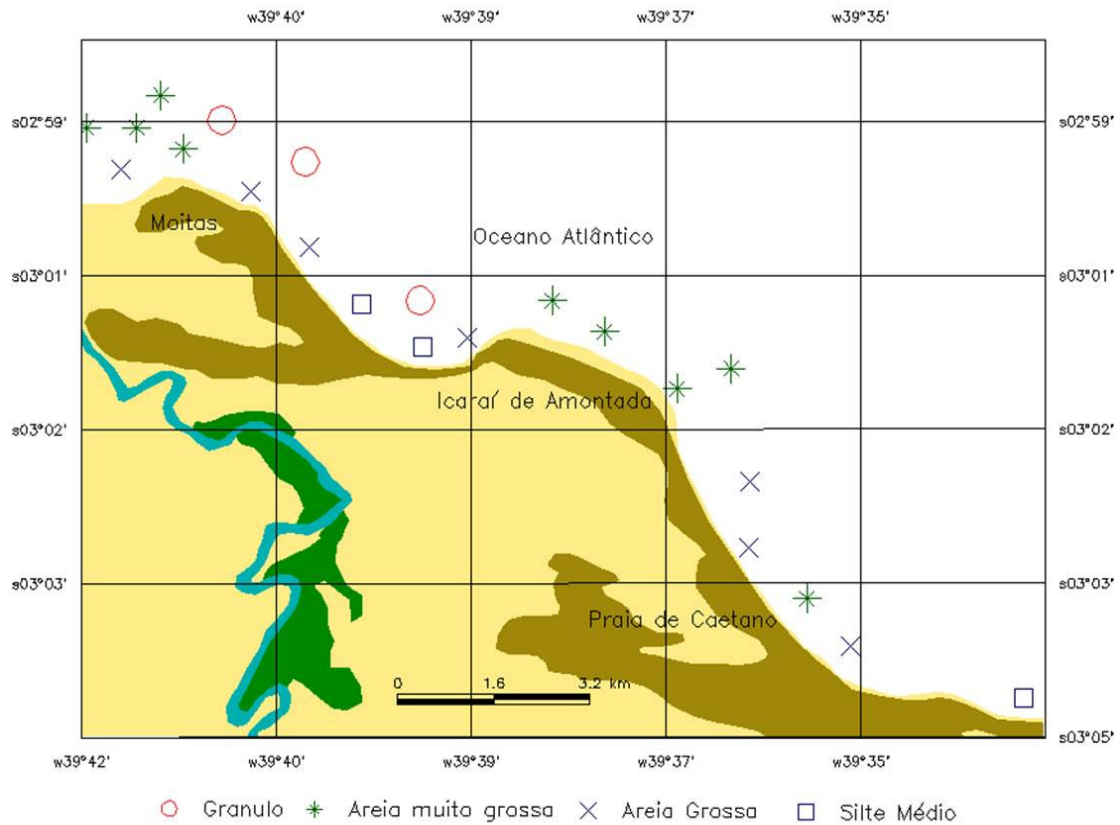 w39°40' w39°39' w39°37' w39°35'
s02°59' s02°59'
Moitas
Oceano Atlântico
s03°01' s03°01'
Icaraí de Amontada
s03°02' s03°02'
s03°03' s03°03'
Praia de Caetano
0 1.6 3.2 km
s03°05' s03°05'
w39°42' w39°40' w39°39' w39°37' w39°35'
Granulo Areia muito grossa Areia Grossa Silte Médio